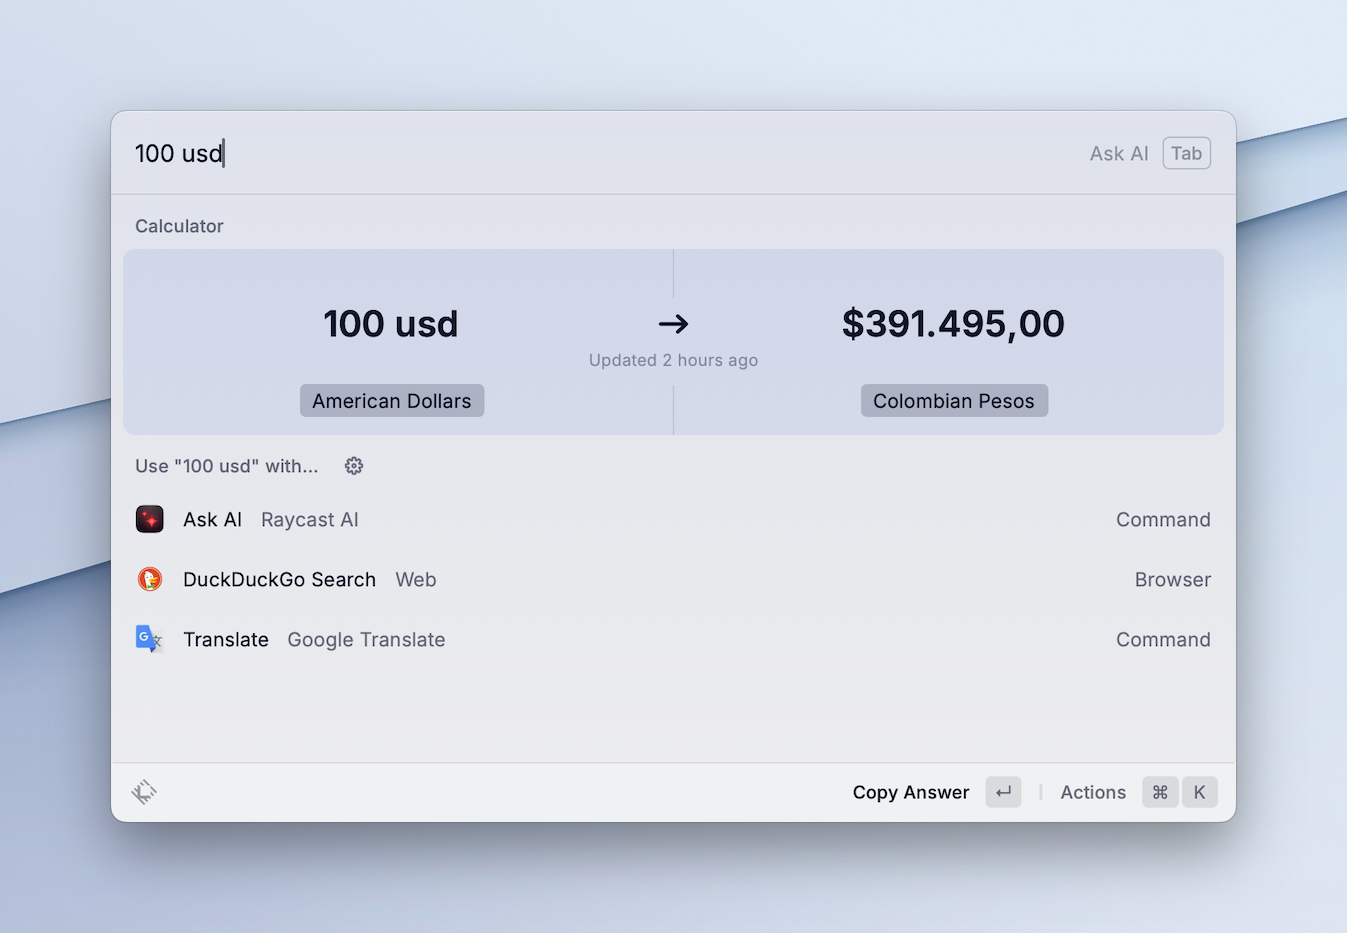 100 usd
Ask AI Tab
Calculator
100 usd
→
$391.495,00
Updated 2 hours ago
American Dollars
Colombian Pesos
Use "100 usd" with...
Ask AI Raycast AI Command
DuckDuckGo Search Web Browser
G 文
Translate Google Translate Command
Copy Answer ↵ | Actions ⌘ K